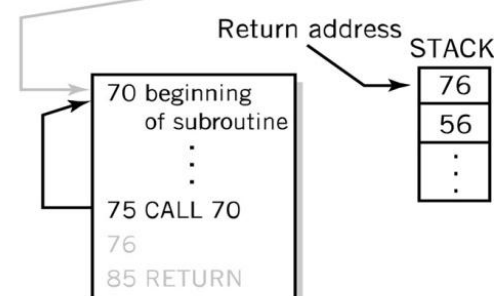 Return address
STACK
76
56
70 beginning
of subroutine
75 CALL 70
76
85 RETURN